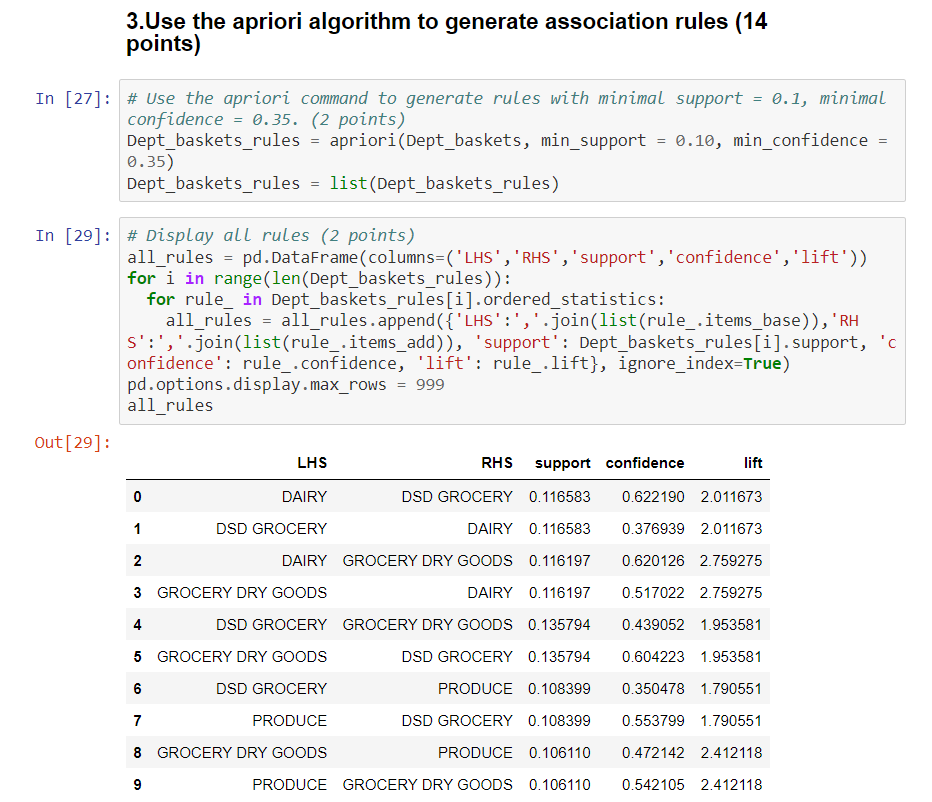 3.Use the apriori algorithm to generate association rules (14
points)
In [27]: # Use the apriori command to generate rules with minimal support = 0.1, minimal
confidence = 0.35. (2 points)
Dept_baskets_rules = apriori(Dept_baskets, min_support = 0.10, min_confidence =
0.35)
Dept_baskets_rules = list(Dept_baskets_rules)
In [29]: # Display all rules (2 points)
all_rules = pd.DataFrame(columns=('LHS','RHS','support','confidence','lift'))
for i in range(len(Dept_baskets_rules)):
  for rule_ in Dept_baskets_rules[i].ordered_statistics:
    all_rules = all_rules.append({'LHS':','.join(list(rule_.items_base)),'RH
S':','.join(list(rule_.items_add)), 'support': Dept_baskets_rules[i].support, 'c
onfidence': rule_.confidence, 'lift': rule_.lift}, ignore_index=True)
pd.options.display.max_rows = 999
all_rules
Out[29]:
LHS RHS support confidence lift
0 DAIRY DSD GROCERY 0.116583 0.622190 2.011673
1 DSD GROCERY DAIRY 0.116583 0.376939 2.011673
2 DAIRY GROCERY DRY GOODS 0.116197 0.620126 2.759275
3 GROCERY DRY GOODS DAIRY 0.116197 0.517022 2.759275
4 DSD GROCERY GROCERY DRY GOODS 0.135794 0.439052 1.953581
5 GROCERY DRY GOODS DSD GROCERY 0.135794 0.604223 1.953581
6 DSD GROCERY PRODUCE 0.108399 0.350478 1.790551
7 PRODUCE DSD GROCERY 0.108399 0.553799 1.790551
8 GROCERY DRY GOODS PRODUCE 0.106110 0.472142 2.412118
9 PRODUCE GROCERY DRY GOODS 0.106110 0.542105 2.412118